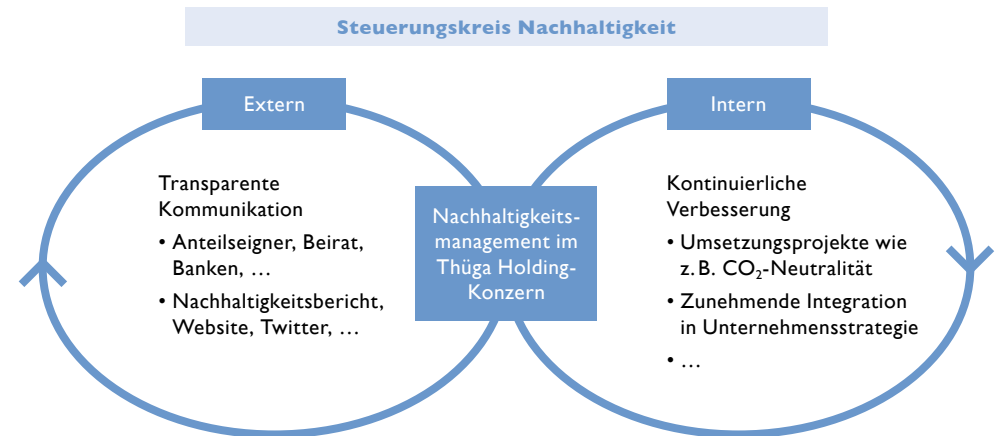 Steuerungskreis Nachhaltigkeit
Extern
Transparente
Kommunikation
• Anteilseigner, Beirat,
Banken, …
• Nachhaltigkeitsbericht,
Website, Twitter, …
Nachhaltigkeits-
management im
Thüga Holding-
Konzern
Intern
Kontinuierliche
Verbesserung
• Umsetzungsprojekte wie
z. B. CO₂-Neutralität
• Zunehmende Integration
in Unternehmensstrategie
• …